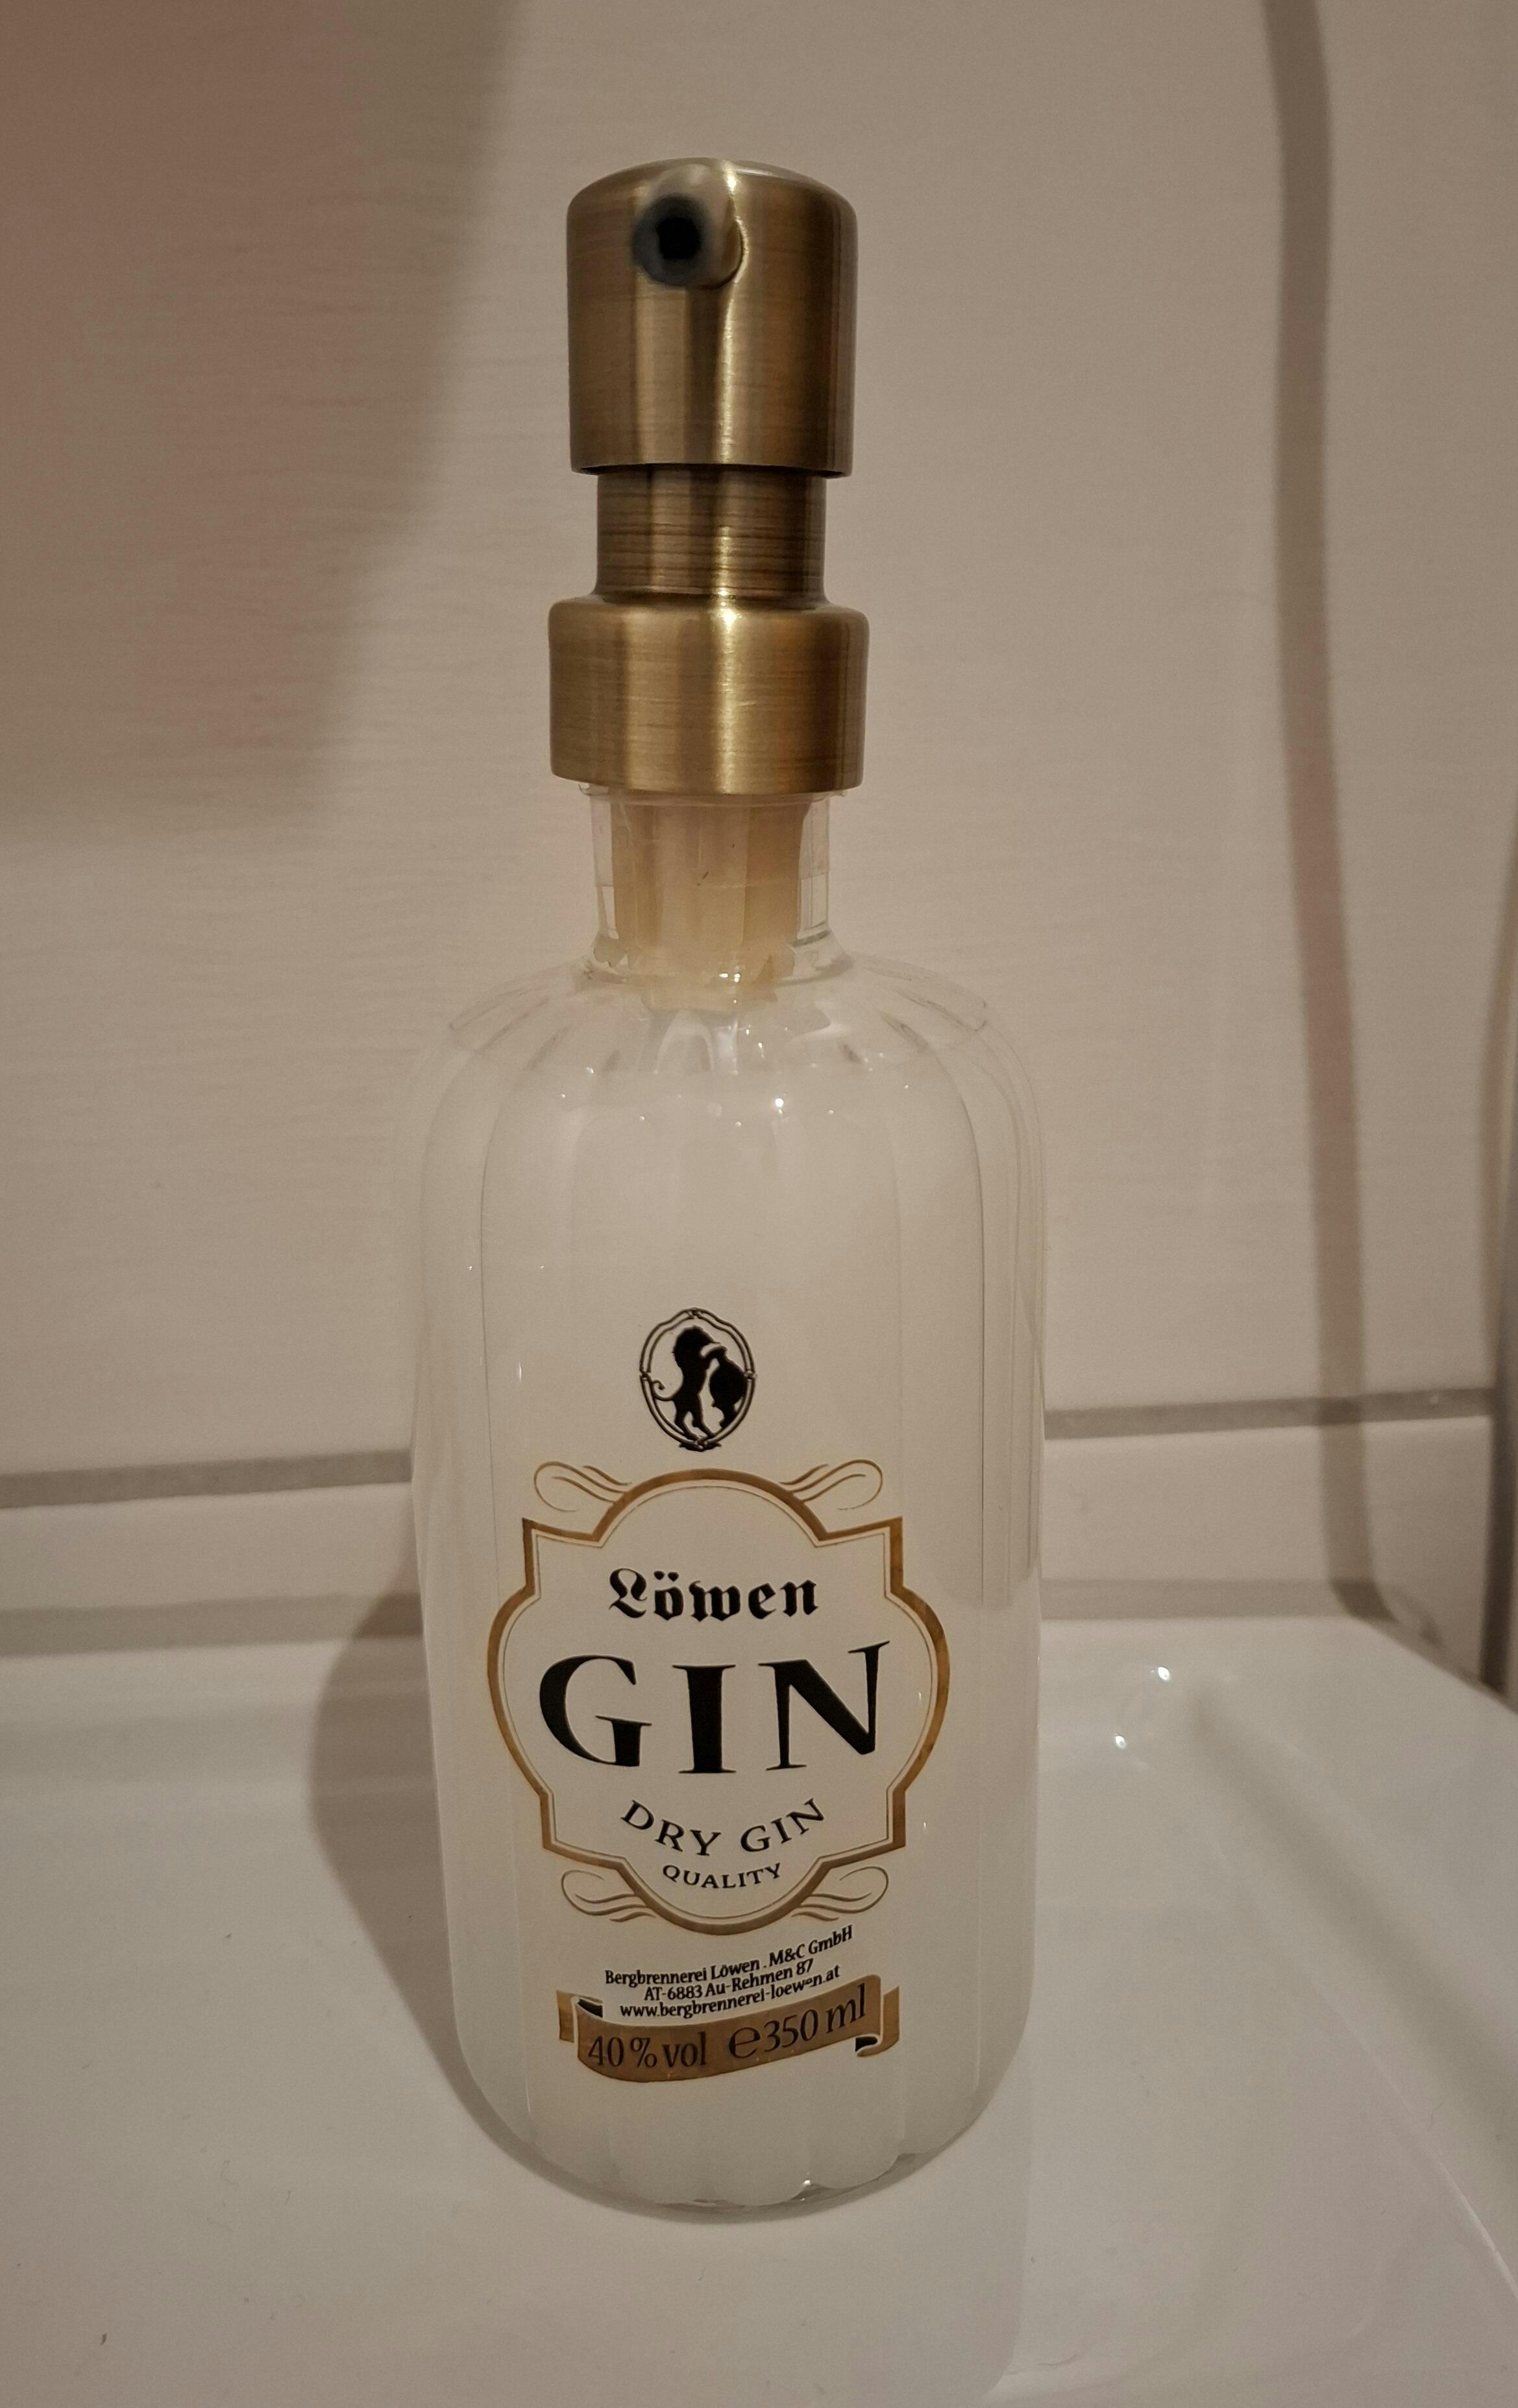 Löwen
GIN
DRY GIN
QUALITY
Bergbrennerei Löwen . M&C GmbH
AT-6883 Au-Rehmen 87
www.bergbrennerei-loewen.at
40 % vol ℮ 350 ml